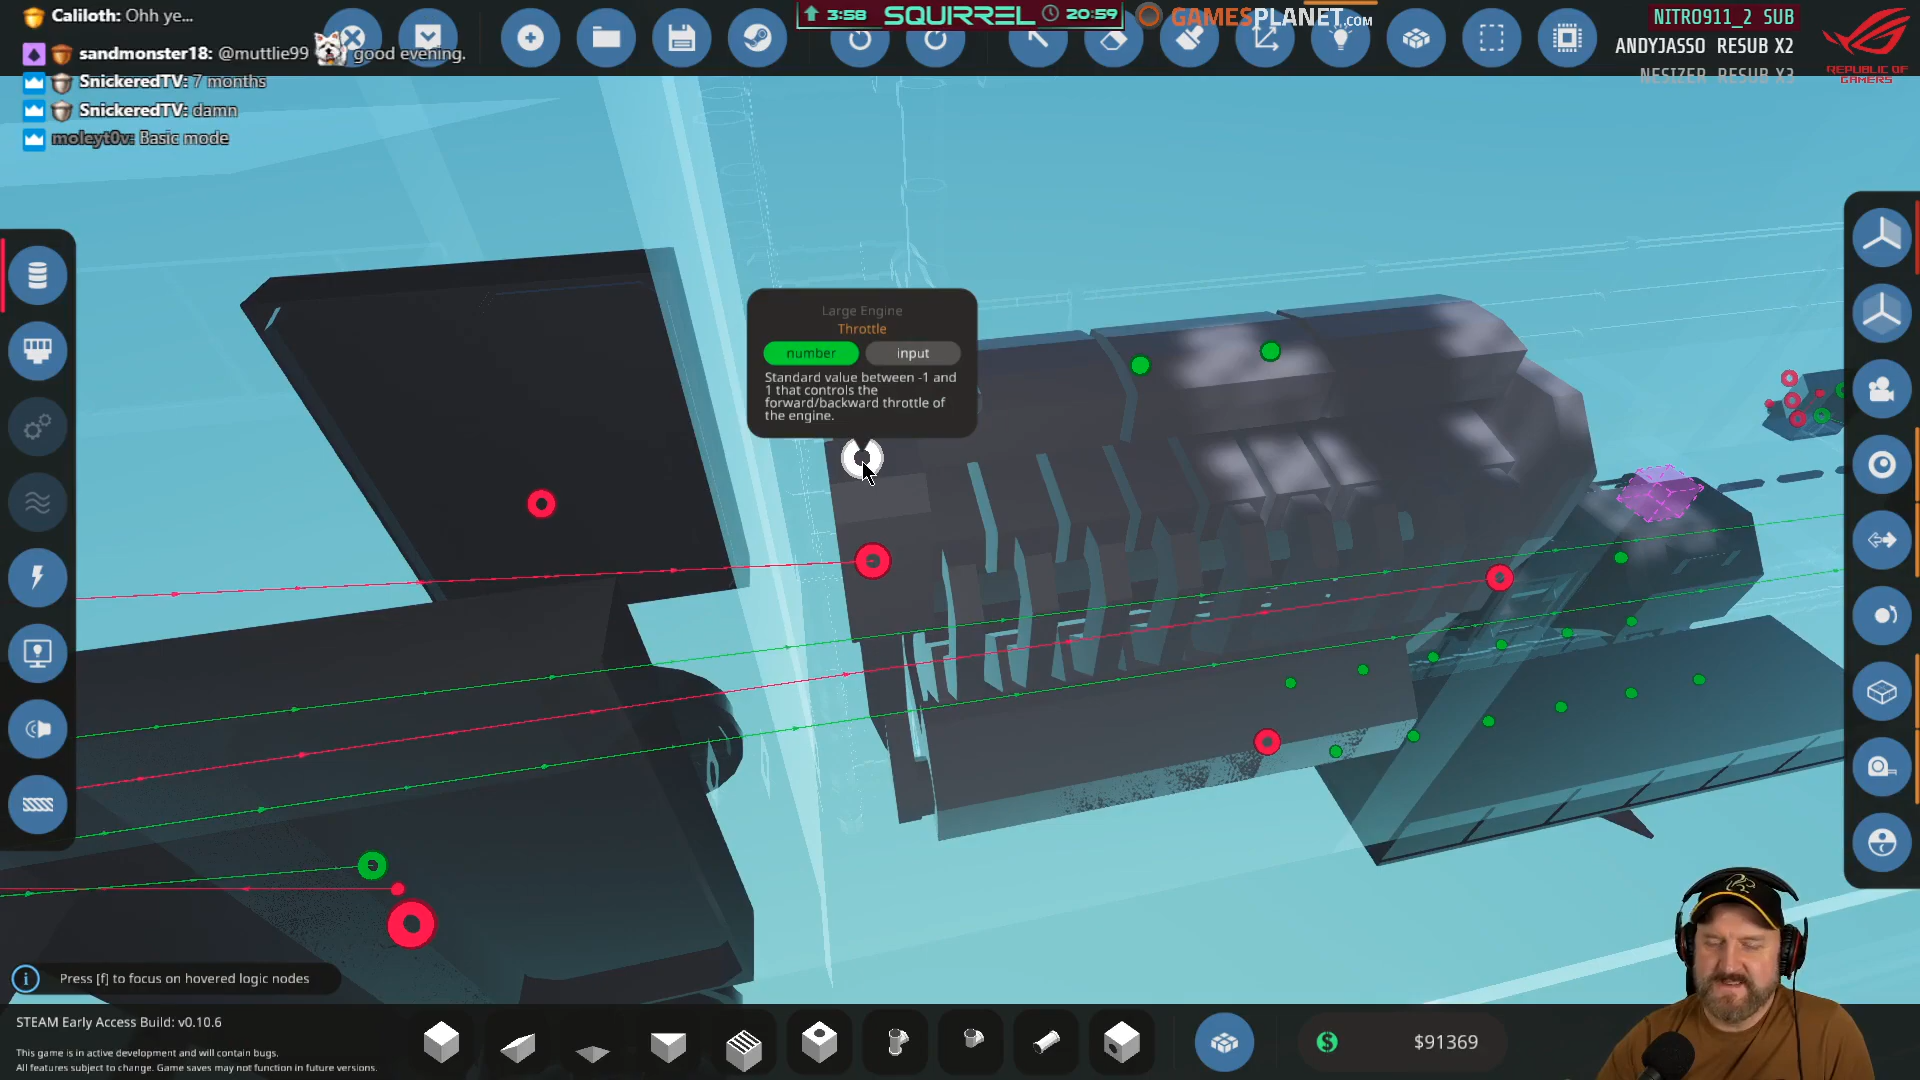 Caliloth: Ohh ye...
sandmonster18: @muttlie99 good evening.
SnickeredTV: 7 months
SnickeredTV: damn
moleyt0v: Basic mode
3:58 SQUIRREL 20:59
GAMESPLANET.COM
NITRO911_2 SUB
ANDYJASSO RESUB X2
NESIZER RESUB X3
REPUBLIC OF
GAMERS
Large Engine
Throttle
number input
Standard value between -1 and
1 that controls the
forward/backward throttle of
the engine.
Press [f] to focus on hovered logic nodes
STEAM Early Access Build: v0.10.6
This game is in active development and will contain bugs.
All features subject to change. Game saves may not function in future versions.
$ $91369